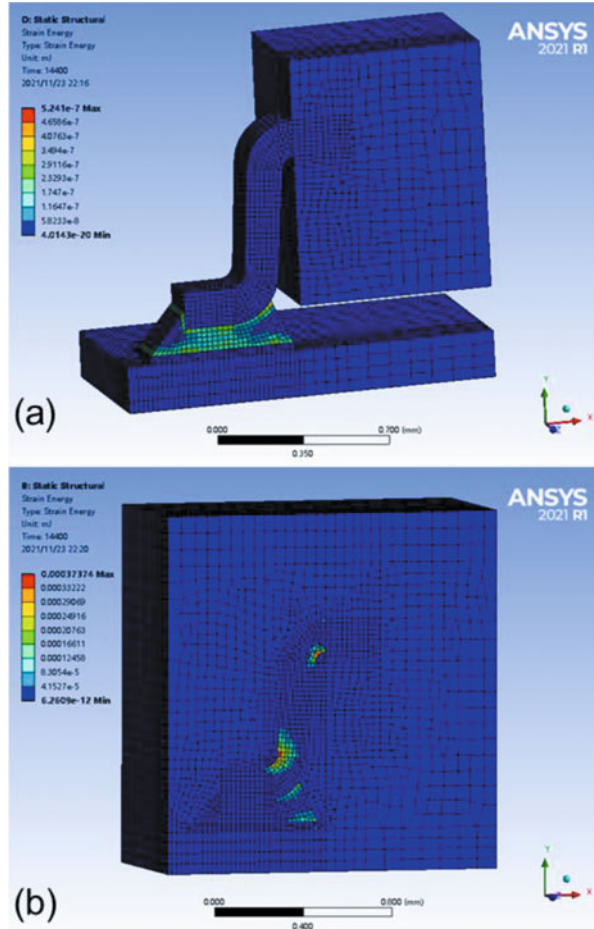 D: Static Structural
Strain Energy
Type: Strain Energy
Unit: mJ
Time: 14400
2021/11/23 22:16
5.241e-7 Max
4.6586e-7
4.0763e-7
3.494e-7
2.9116e-7
2.3293e-7
1.747e-7
1.1647e-7
5.8233e-8
4.0143e-20 Min
ANSYS
2021 R1
(a)
0.000
0.700 (mm)
0.350
Y
X
Z
B: Static Structural
Strain Energy
Type: Strain Energy
Unit: mJ
Time: 14400
2021/11/23 22:20
0.00037374 Max
0.00033222
0.00029069
0.00024916
0.00020763
0.00016611
0.00012458
8.3054e-5
4.1527e-5
6.2609e-12 Min
ANSYS
2021 R1
(b)
0.000
0.800 (mm)
0.400
Y
X